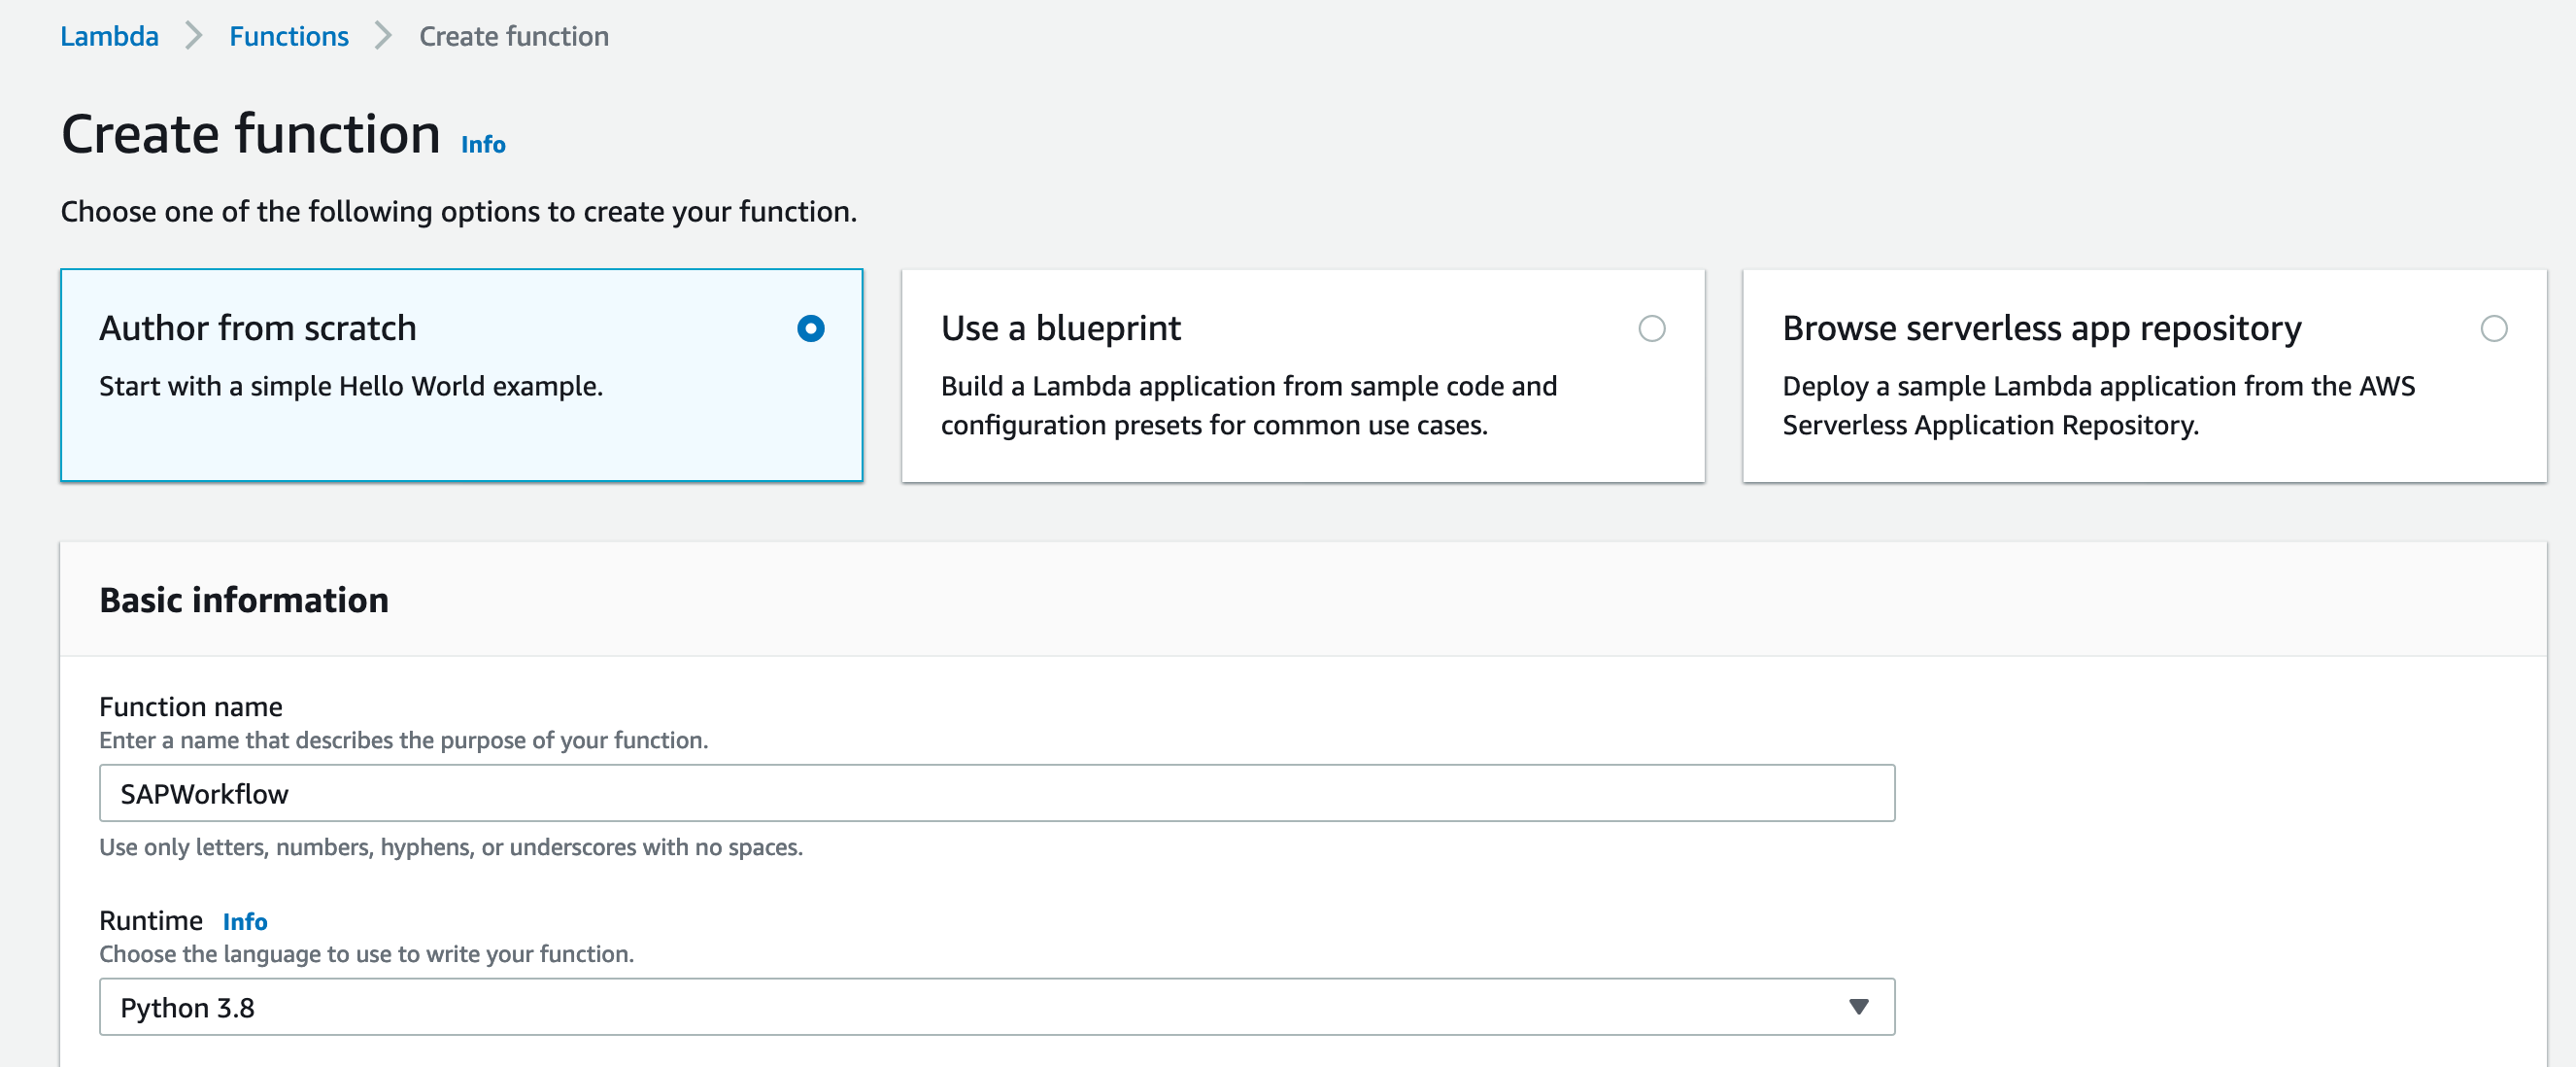 Lambda Functions Create function
Create function Info
Choose one of the following options to create your function.
Author from scratch
Start with a simple Hello World example.
Use a blueprint
Build a Lambda application from sample code and
configuration presets for common use cases.
Browse serverless app repository
Deploy a sample Lambda application from the AWS
Serverless Application Repository.
Basic information
Function name
Enter a name that describes the purpose of your function.
SAPWorkflow
Use only letters, numbers, hyphens, or underscores with no spaces.
Runtime Info
Choose the language to use to write your function.
Python 3.8